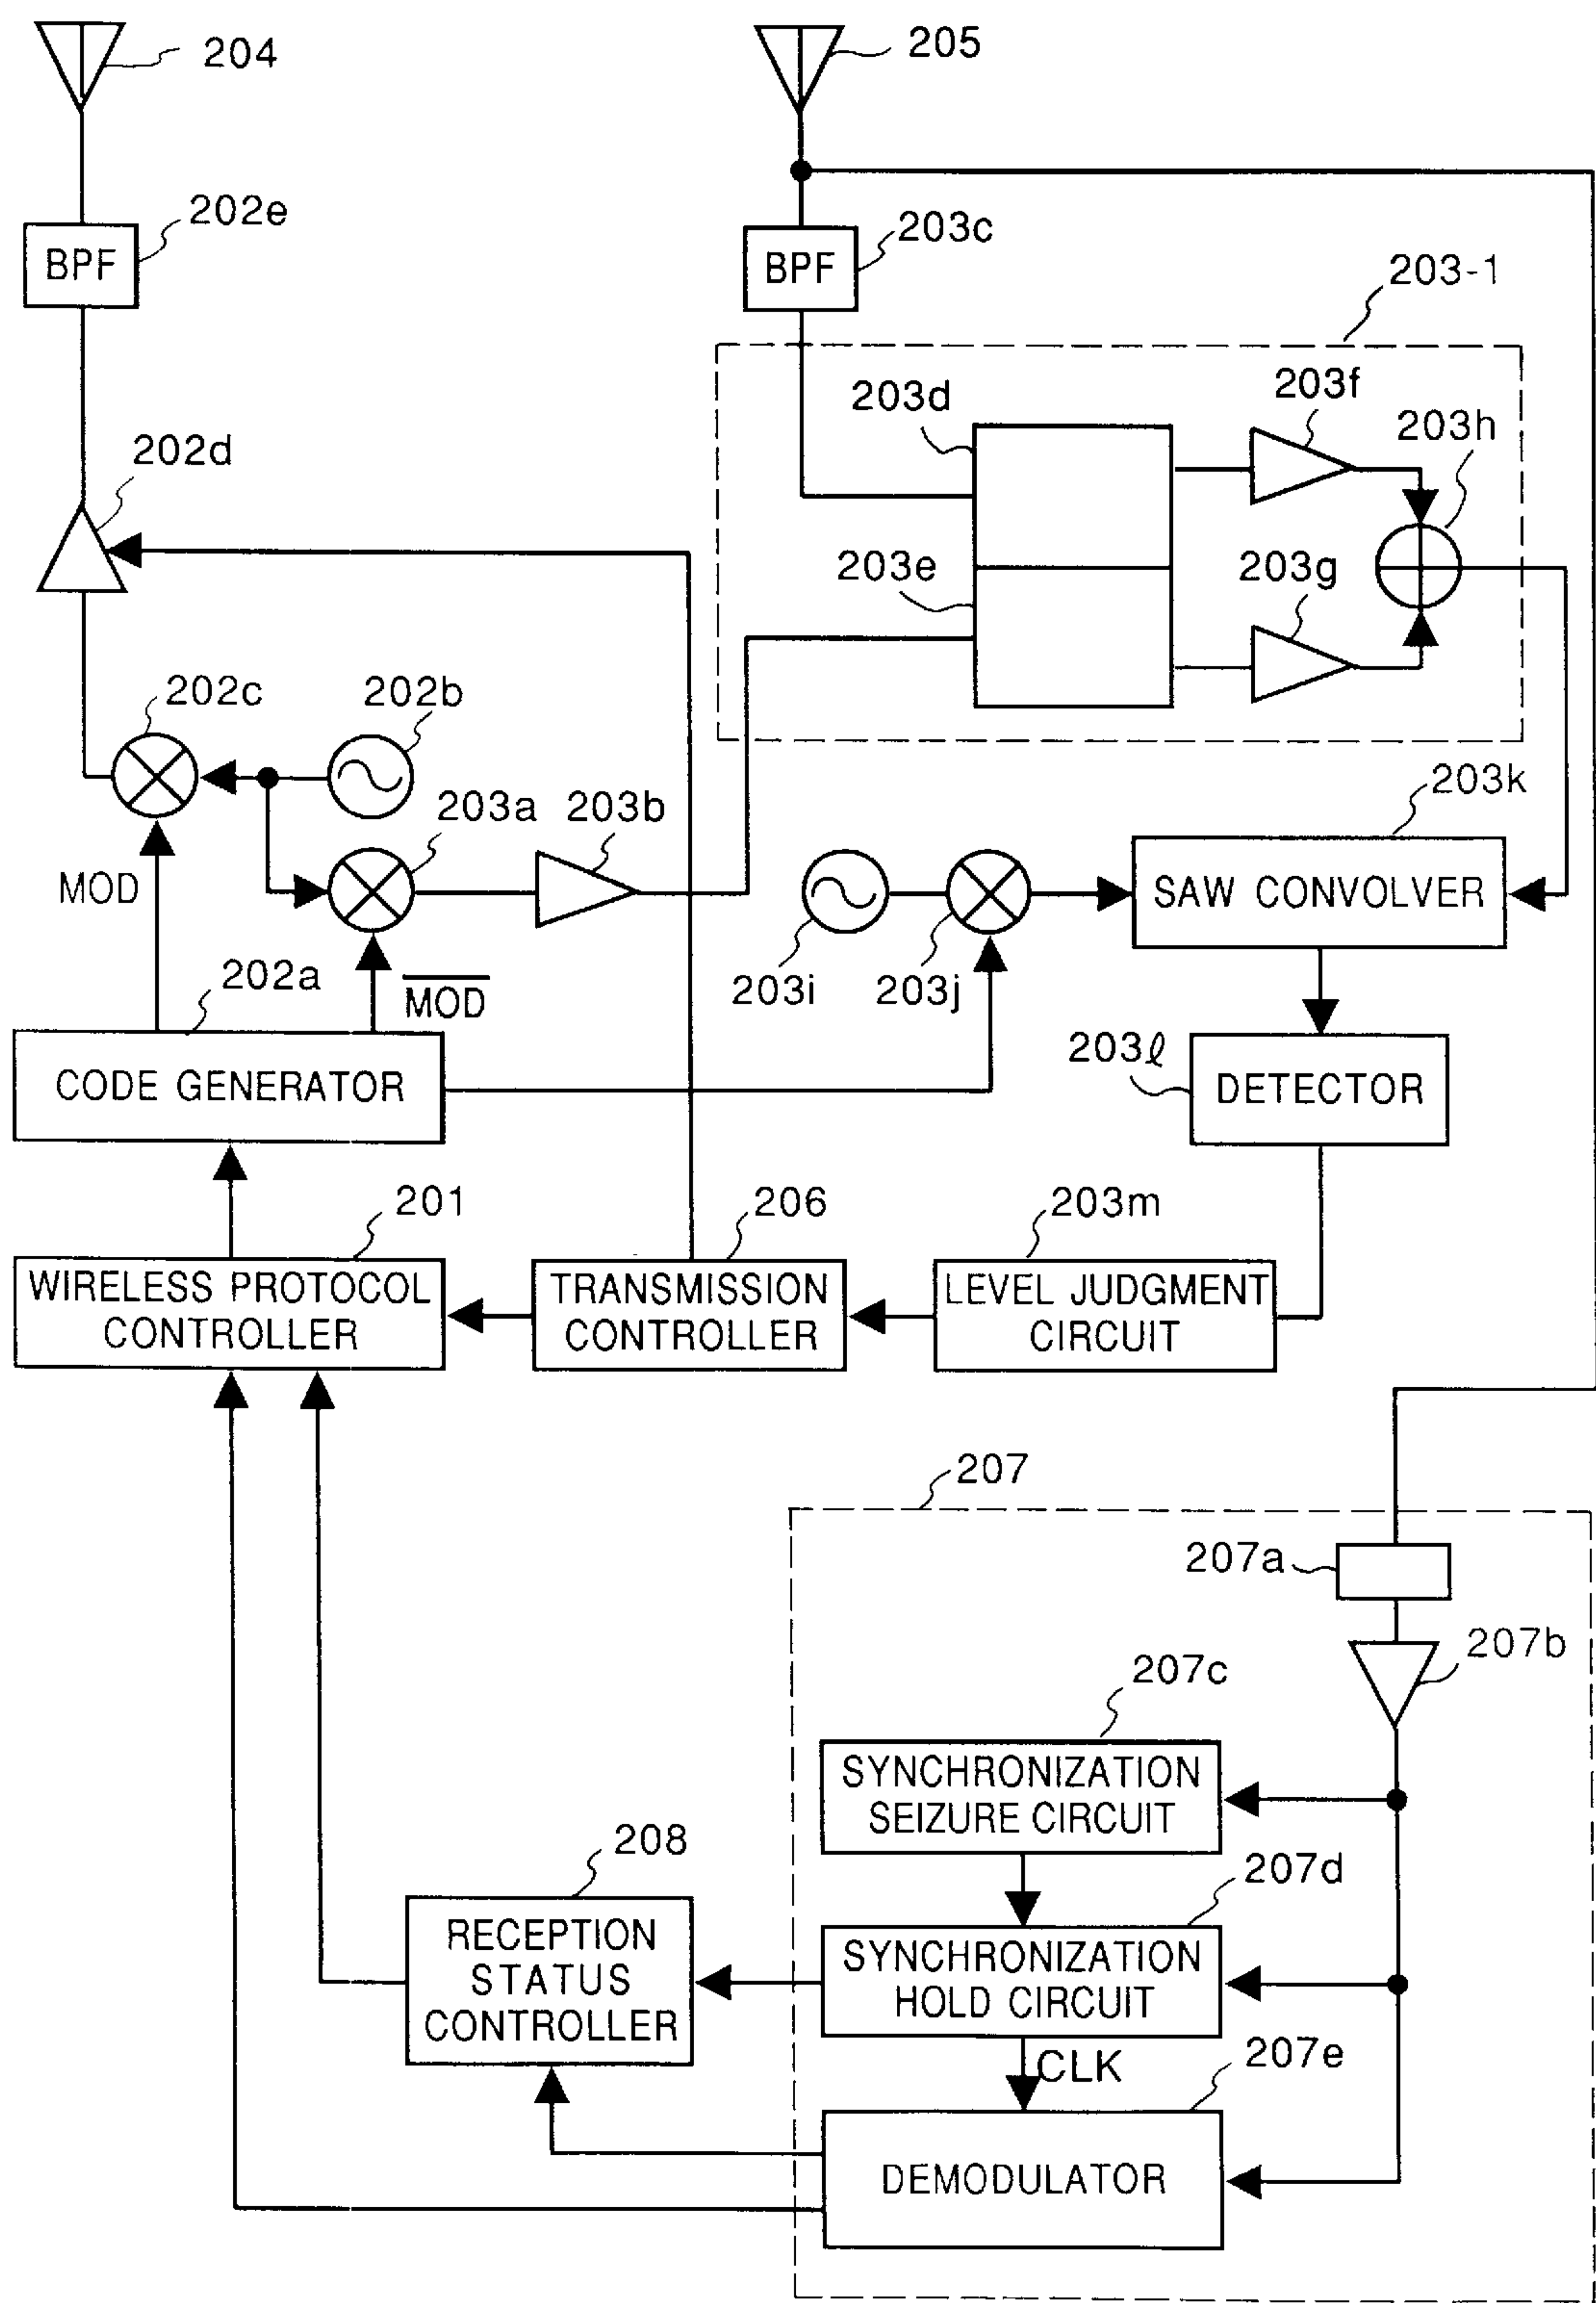 204
205
202e
BPF
203c
BPF
203-1
203d
203f
203h
202d
203e
203g
202c
202b
203a
203b
203k
MOD
SAW CONVOLVER
202a
MOD
203i
203j
203ℓ
CODE GENERATOR
DETECTOR
201
206
203m
WIRELESS PROTOCOL
CONTROLLER
TRANSMISSION
CONTROLLER
LEVEL JUDGMENT
CIRCUIT
207
207a
207b
207c
SYNCHRONIZATION
SEIZURE CIRCUIT
208
207d
RECEPTION
STATUS
CONTROLLER
SYNCHRONIZATION
HOLD CIRCUIT
CLK
207e
DEMODULATOR